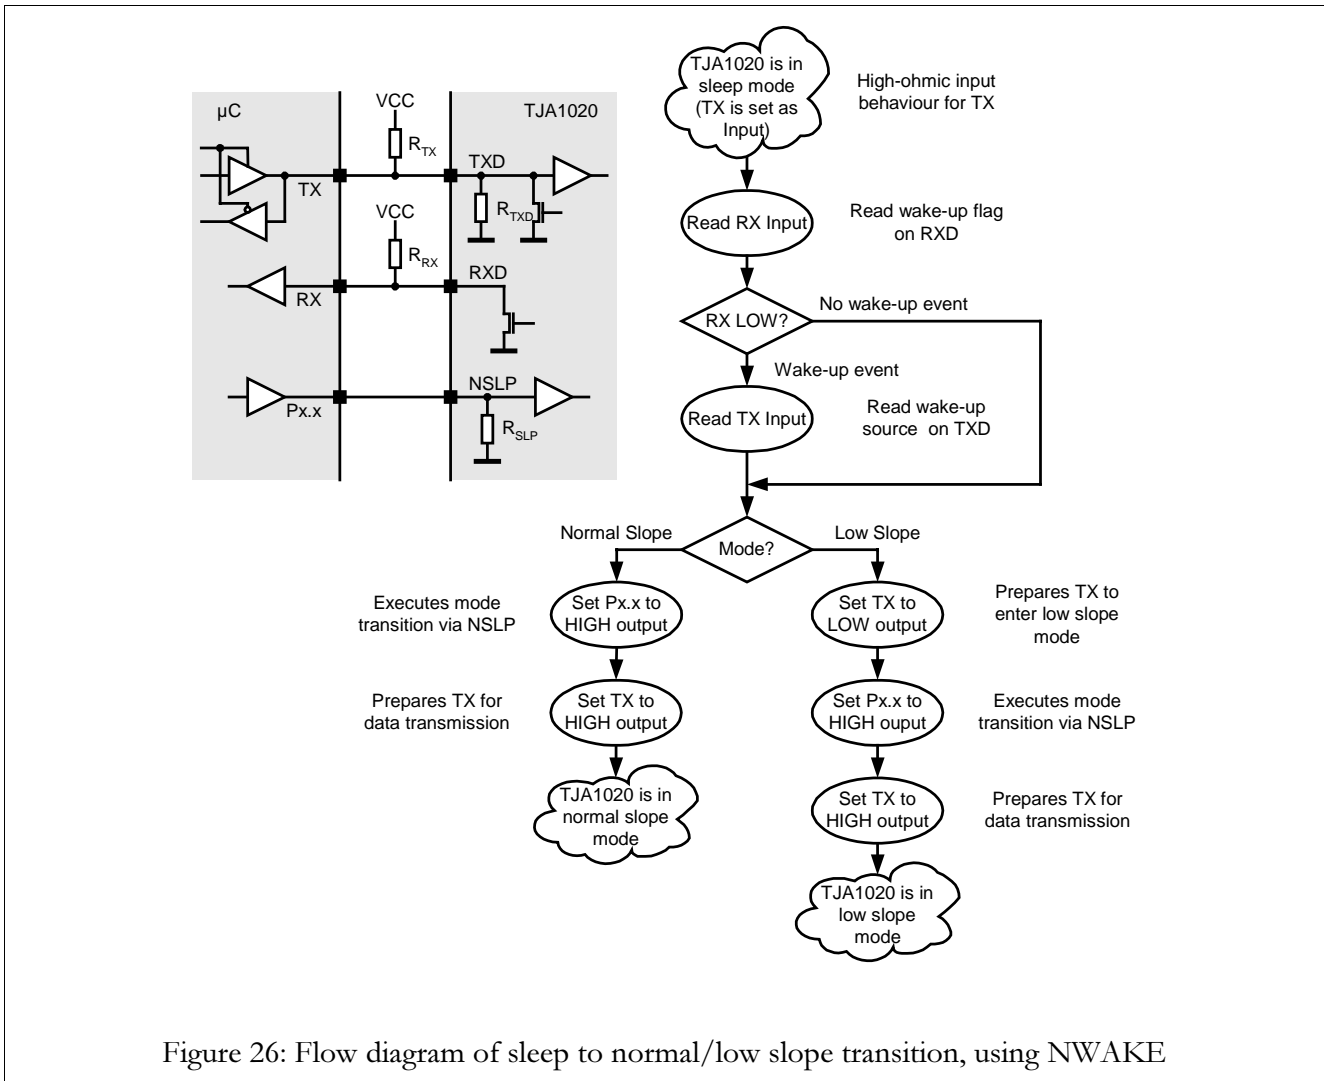 µC
VCC
TJA1020
RTX
TXD
TX
RTXD
VCC
RRX
RXD
RX
NSLP
Px.x
RSLP
TJA1020 is in
sleep mode
(TX is set as
Input)
High-ohmic input
behaviour for TX
Read RX Input
Read wake-up flag
on RXD
RX LOW?
No wake-up event
Wake-up event
Read TX Input
Read wake-up
source on TXD
Mode?
Normal Slope
Low Slope
Executes mode
transition via NSLP
Set Px.x to
HIGH output
Set TX to
LOW output
Prepares TX to
enter low slope
mode
Prepares TX for
data transmission
Set TX to
HIGH output
Set Px.x to
HIGH ouput
Executes mode
transition via NSLP
TJA1020 is in
normal slope
mode
Set TX to
HIGH output
Prepares TX for
data transmission
TJA1020 is in
low slope
mode
Figure 26: Flow diagram of sleep to normal/low slope transition, using NWAKE